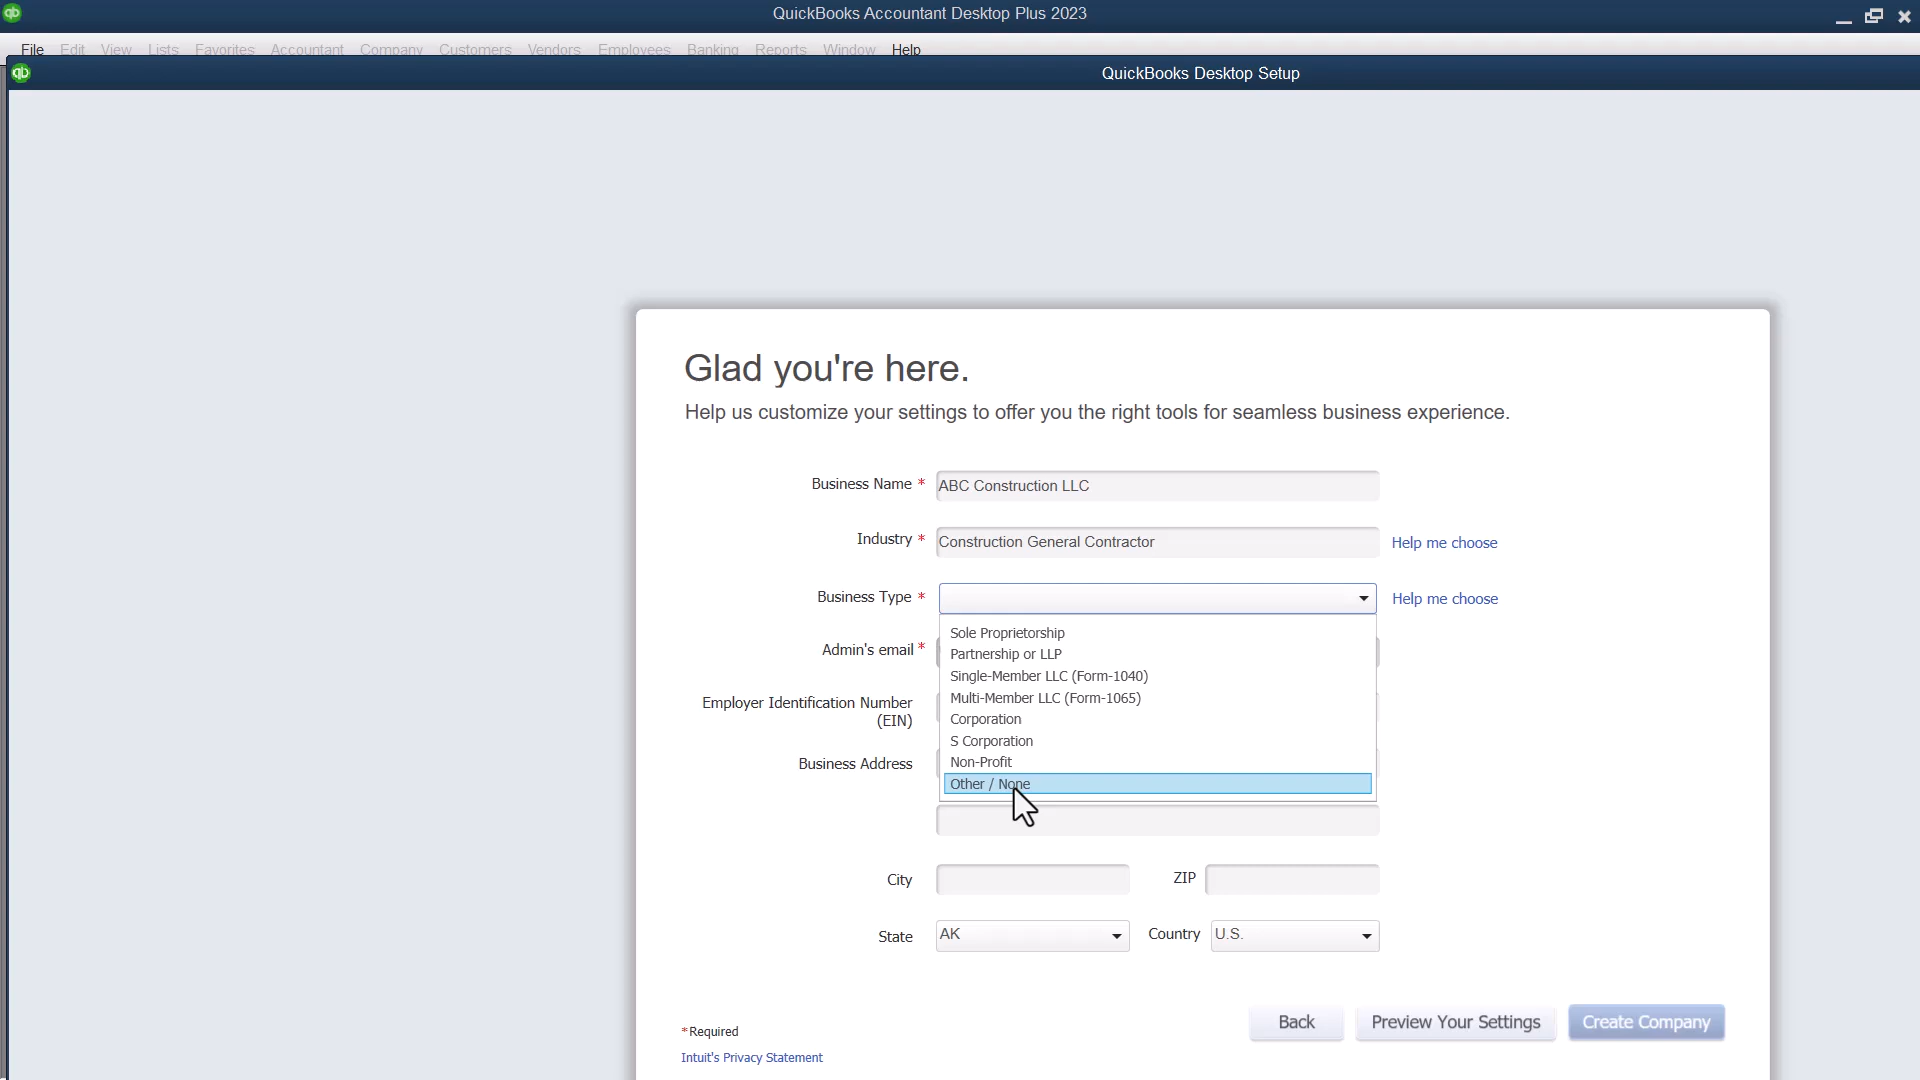 QuickBooks Accountant Desktop Plus 2023
File Edit View Lists Favorites Accountant Company Customers Vendors Employees Banking Reports Window Help
QuickBooks Desktop Setup
Glad you're here.
Help us customize your settings to offer you the right tools for seamless business experience.
Business Name * ABC Construction LLC
Industry * Construction General Contractor Help me choose
Business Type * Help me choose
Sole Proprietorship
Admin's email * Partnership or LLP
Single-Member LLC (Form-1040)
Employer Identification Number Multi-Member LLC (Form-1065)
(EIN) Corporation
S Corporation
Business Address Non-Profit
Other / None
City ZIP
State AK Country U.S.
*Required Back Preview Your Settings Create Company
Intuit's Privacy Statement